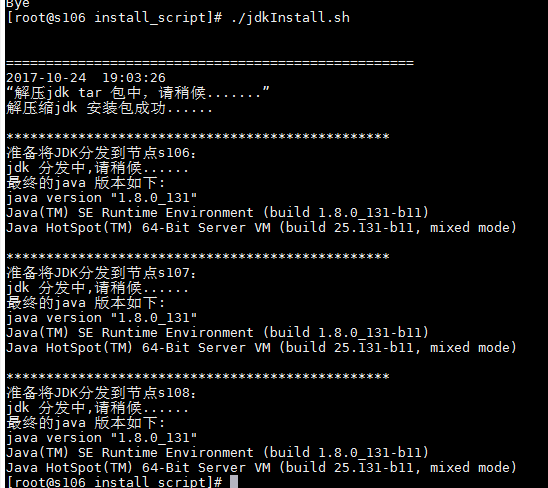 Bye
[root@s106 install_script]# ./jdkInstall.sh
===================================================
2017-10-24  19:03:26
“解压jdk tar 包中，请稍候.......”
解压缩jdk 安装包成功......
************************************************
准备将JDK分发到节点s106：
jdk 分发中,请稍候......
最终的java 版本如下:
java version "1.8.0_131"
Java(TM) SE Runtime Environment (build 1.8.0_131-b11)
Java HotSpot(TM) 64-Bit Server VM (build 25.131-b11, mixed mode)
************************************************
准备将JDK分发到节点s107：
jdk 分发中,请稍候......
最终的java 版本如下:
java version "1.8.0_131"
Java(TM) SE Runtime Environment (build 1.8.0_131-b11)
Java HotSpot(TM) 64-Bit Server VM (build 25.131-b11, mixed mode)
************************************************
准备将JDK分发到节点s108：
jdk 分发中,请稍候......
最终的java 版本如下:
java version "1.8.0_131"
Java(TM) SE Runtime Environment (build 1.8.0_131-b11)
Java HotSpot(TM) 64-Bit Server VM (build 25.131-b11, mixed mode)
[root@s106 install_script]#